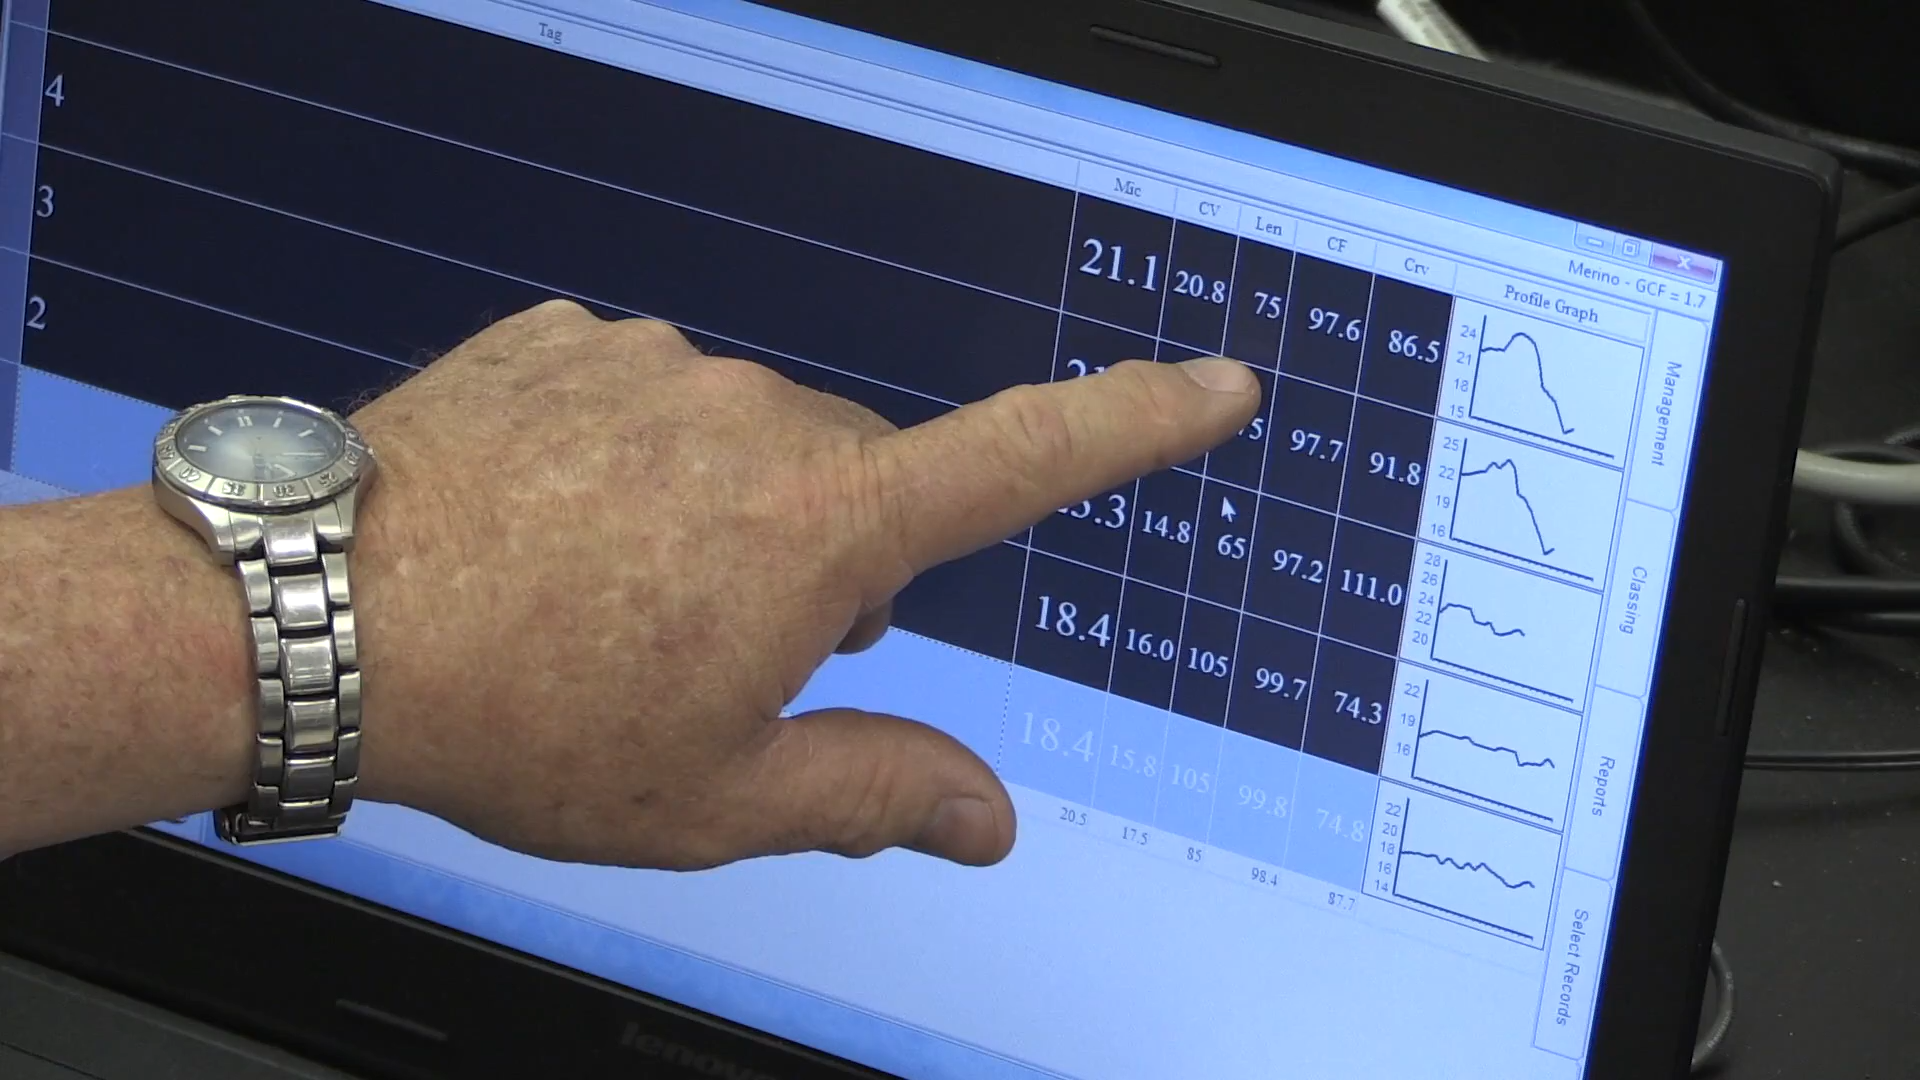 Merino - GCF = 1.7
Tag Mic CV Len CF Crv Profile Graph
21.1 20.8 75 97.6 86.5
24
21
18
15
4 97.7 91.8
25
22
19
16
3 14.8 65 97.2 111.0
28
26
24
22
20
2 18.4 16.0 105 99.7 74.3
22
19
16
18.4 15.8 105 99.8 74.8
22
20
18
16
14
20.5 17.5 85 98.4 87.7
Management
Classing
Reports
Select Records
lenovo